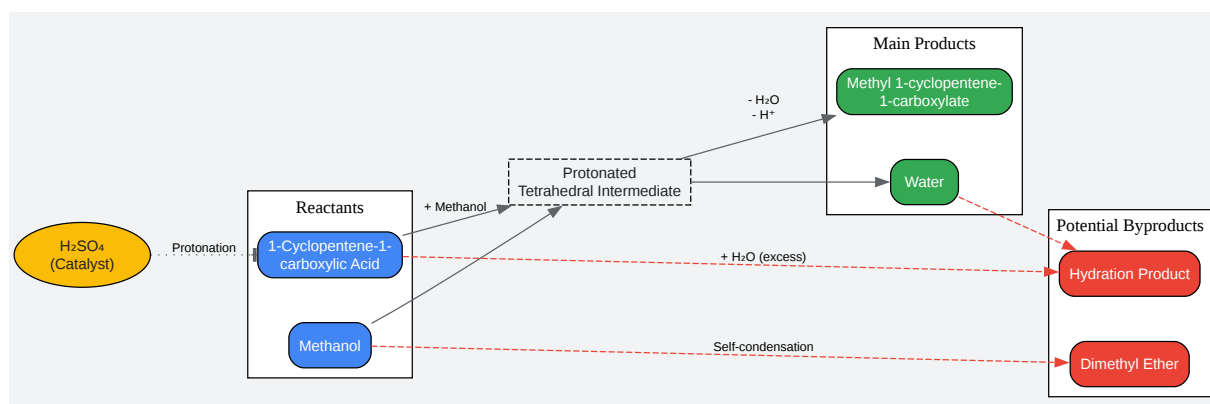 H₂SO₄
(Catalyst)
Protonation
Reactants
1-Cyclopentene-1-
carboxylic Acid
Methanol
+ Methanol
Protonated
Tetrahedral Intermediate
- H₂O
- H⁺
Main Products
Methyl 1-cyclopentene-
1-carboxylate
Water
+ H₂O (excess)
Self-condensation
Potential Byproducts
Hydration Product
Dimethyl Ether